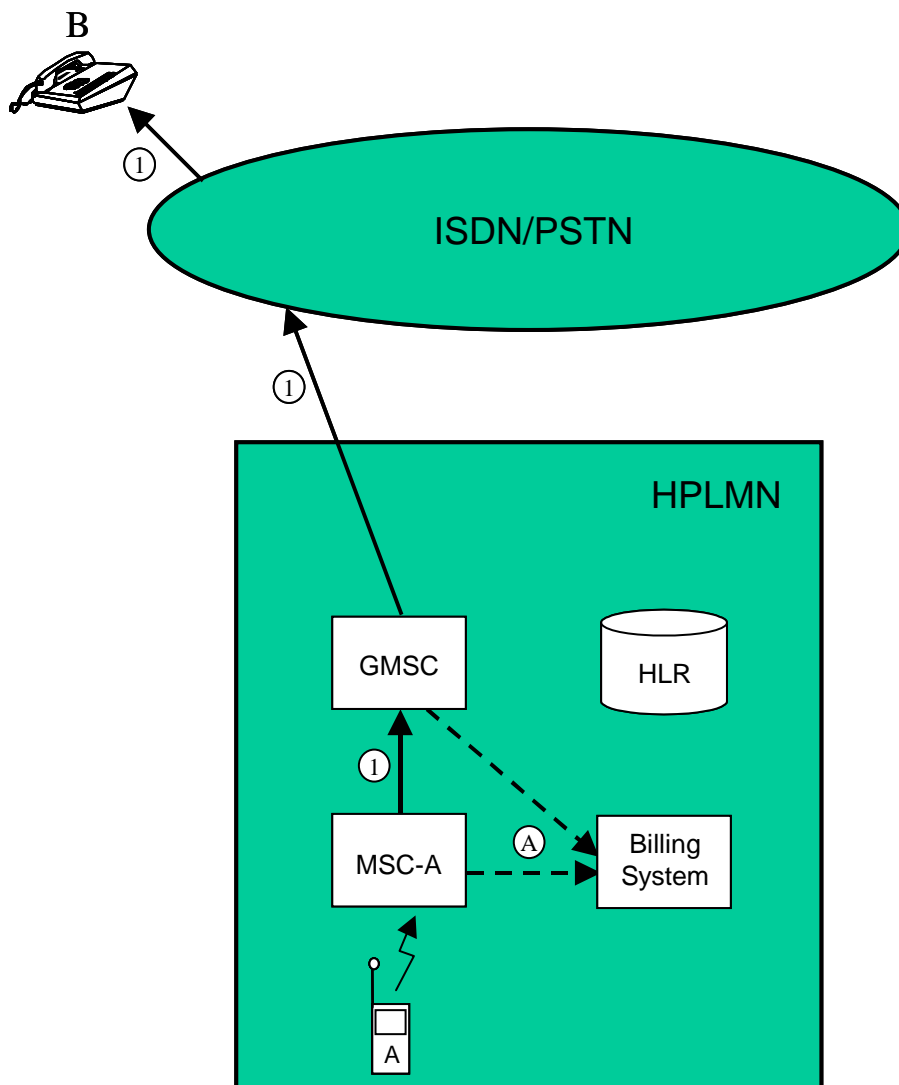 B
1
ISDN/PSTN
1
HPLMN
GMSC
HLR
1
A
MSC-A
Billing
System
A